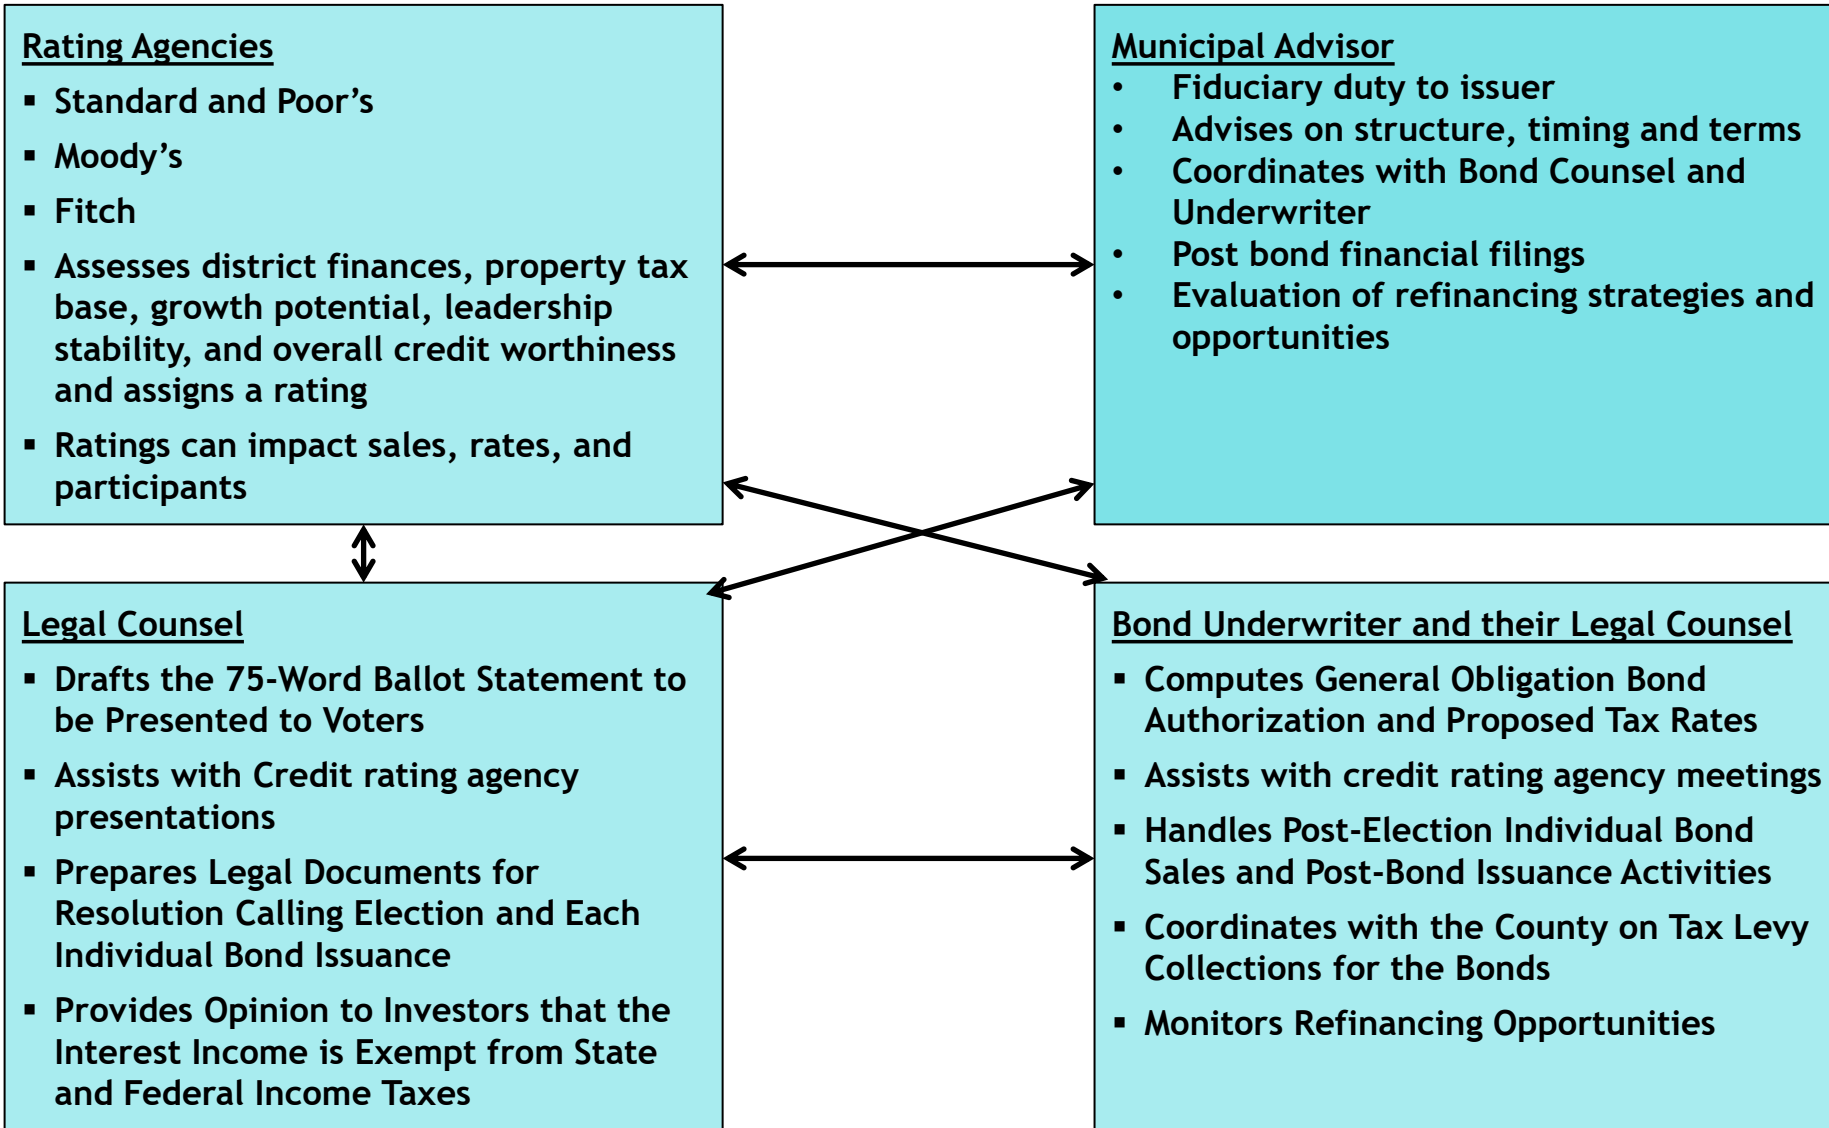 Rating Agencies
▪ Standard and Poor’s
▪ Moody’s
▪ Fitch
▪ Assesses district finances, property tax
base, growth potential, leadership
stability, and overall credit worthiness
and assigns a rating
▪ Ratings can impact sales, rates, and
participants
Municipal Advisor
• Fiduciary duty to issuer
• Advises on structure, timing and terms
• Coordinates with Bond Counsel and
Underwriter
• Post bond financial filings
• Evaluation of refinancing strategies and
opportunities
Legal Counsel
▪ Drafts the 75-Word Ballot Statement to
be Presented to Voters
▪ Assists with Credit rating agency
presentations
▪ Prepares Legal Documents for
Resolution Calling Election and Each
Individual Bond Issuance
▪ Provides Opinion to Investors that the
Interest Income is Exempt from State
and Federal Income Taxes
Bond Underwriter and their Legal Counsel
▪ Computes General Obligation Bond
Authorization and Proposed Tax Rates
▪ Assists with credit rating agency meetings
▪ Handles Post-Election Individual Bond
Sales and Post-Bond Issuance Activities
▪ Coordinates with the County on Tax Levy
Collections for the Bonds
▪ Monitors Refinancing Opportunities